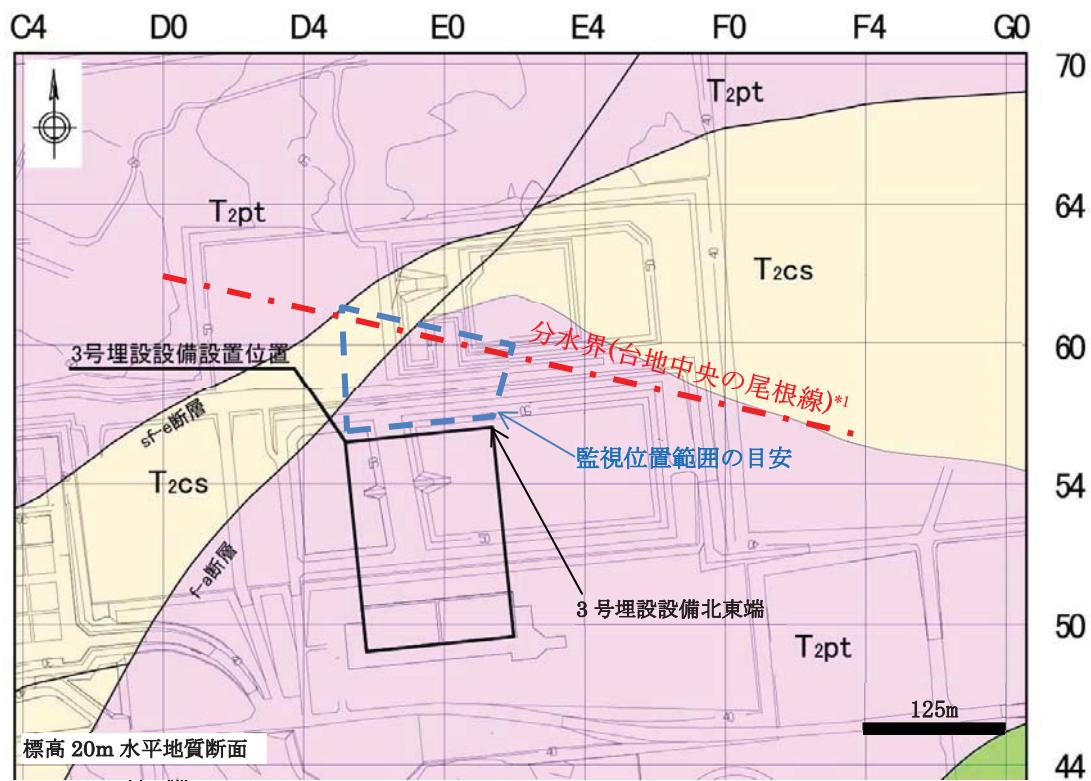 C4 D0 D4 E0 E4 F0 F4 G0
70
T₂pt
T₂pt
64
T₂cs
分水界(台地中央の尾根線)*1
60
3号埋設設備設置位置
sf-e断層
監視位置範囲の目安
T₂cs
54
f-a断層
3号埋設設備北東端
50
T₂pt
125m
標高 20m 水平地質断面
44